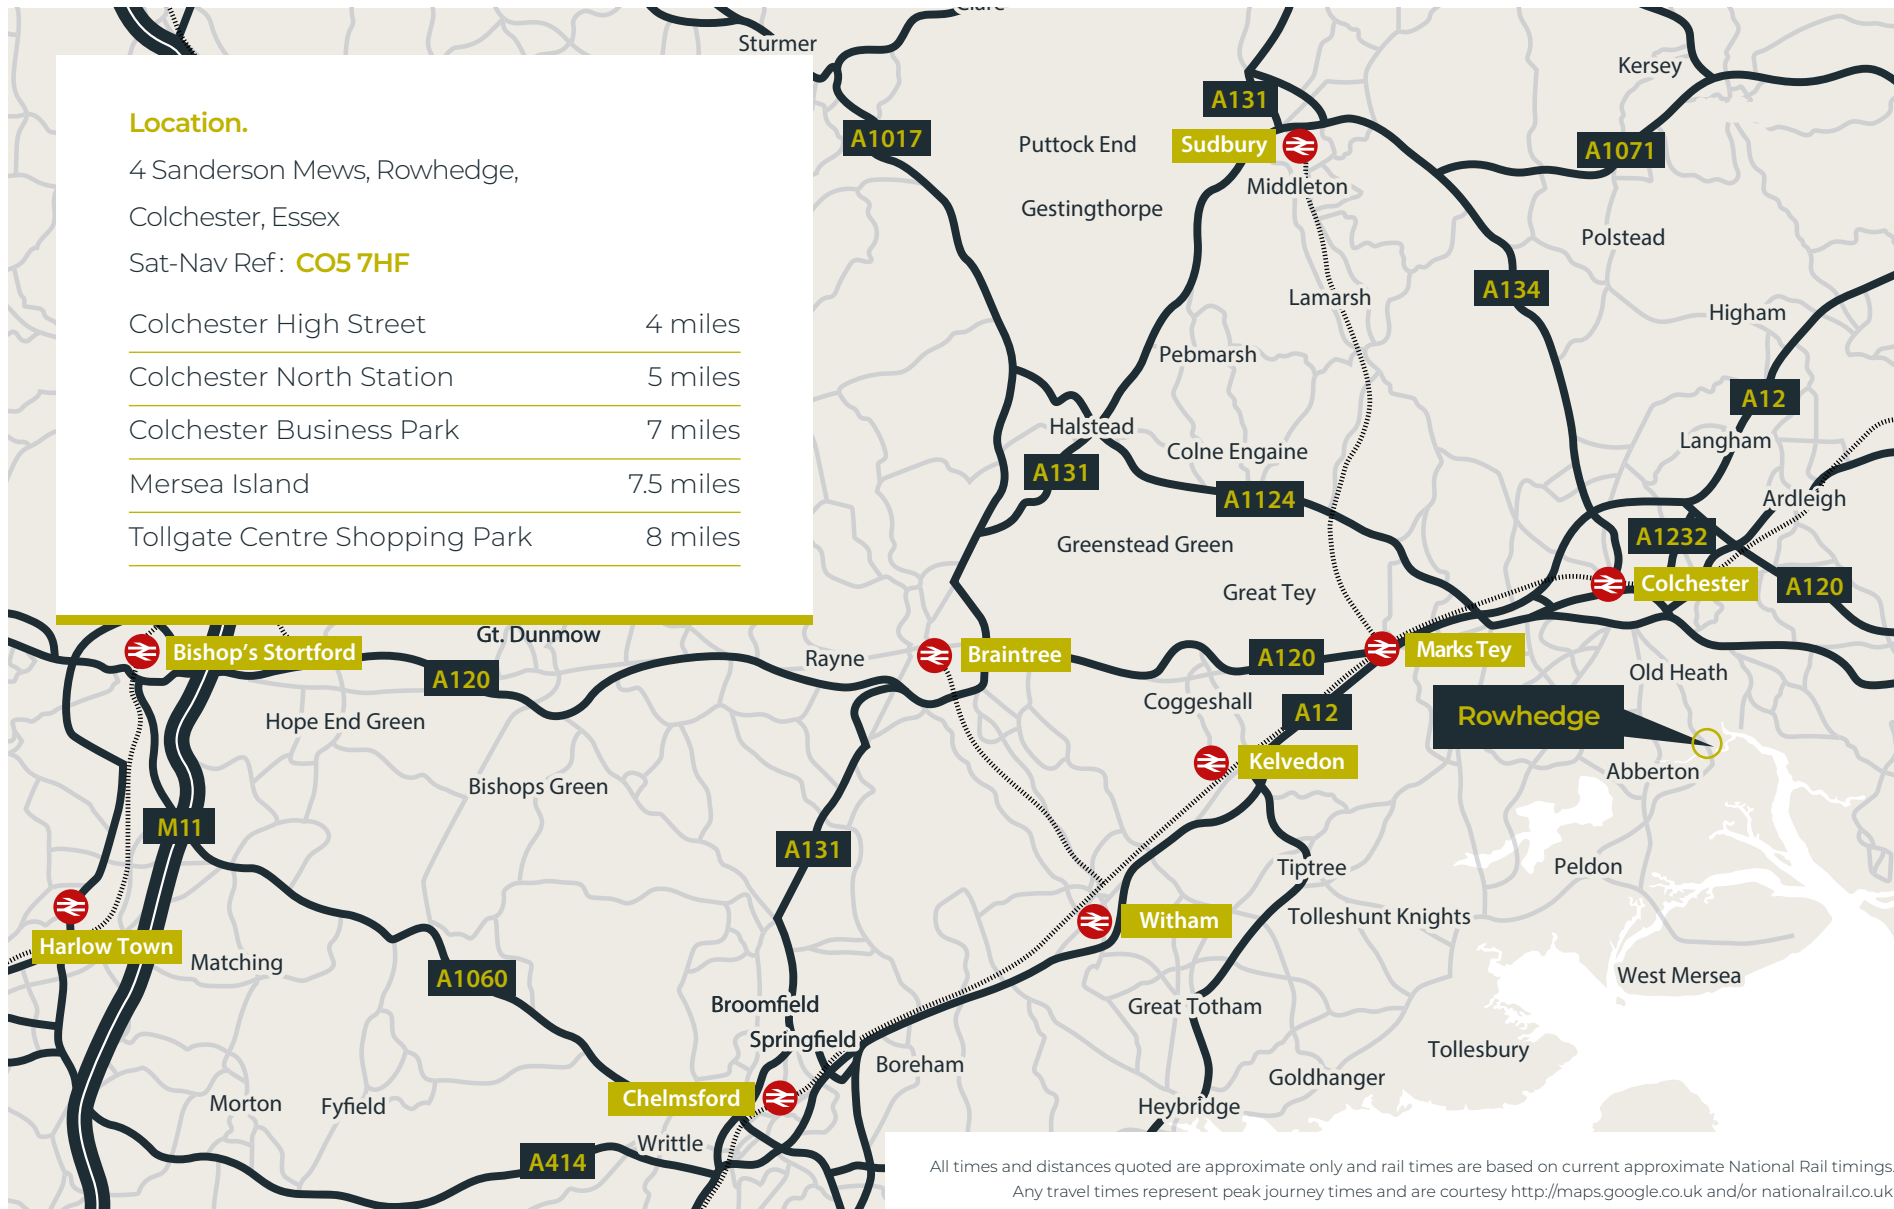 Clare
Sturmer
Kersey
Location.
4 Sanderson Mews, Rowhedge,
Colchester, Essex
Sat-Nav Ref: CO5 7HF
Colchester High Street 4 miles
Colchester North Station 5 miles
Colchester Business Park 7 miles
Mersea Island 7.5 miles
Tollgate Centre Shopping Park 8 miles
A131
A1017
Puttock End
Sudbury
A1071
Middleton
Gestingthorpe
Polstead
A134
Lamarsh
Higham
Pebmarsh
A12
Halstead
Langham
Colne Engaine
A131
A1124
Ardleigh
A1232
Greenstead Green
Great Tey
Colchester
A120
Gt. Dunmow
Bishop's Stortford
Rayne
Braintree
A120
Marks Tey
A120
Old Heath
Coggeshall
A12
Rowhedge
Hope End Green
Kelvedon
Abberton
Bishops Green
M11
A131
Tiptree
Peldon
Witham
Tolleshunt Knights
Harlow Town
Matching
A1060
West Mersea
Broomfield
Great Totham
Springfield
Tollesbury
Boreham
Goldhanger
Chelmsford
Morton
Fyfield
Heybridge
Writtle
A414
All times and distances quoted are approximate only and rail times are based on current approximate National Rail timings.
Any travel times represent peak journey times and are courtesy http://maps.google.co.uk and/or nationalrail.co.uk